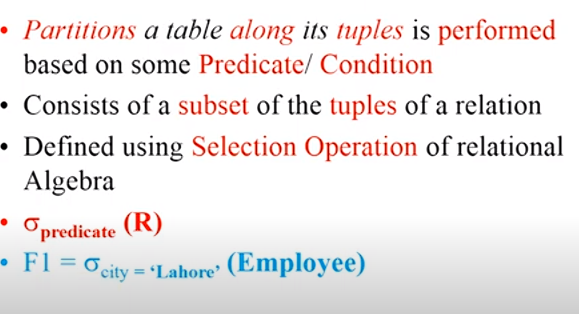 • Partitions a table along its tuples is performed
based on some Predicate/ Condition
• Consists of a subset of the tuples of a relation
• Defined using Selection Operation of relational
Algebra
• σpredicate (R)
• F1 = σcity = ‘Lahore’ (Employee)